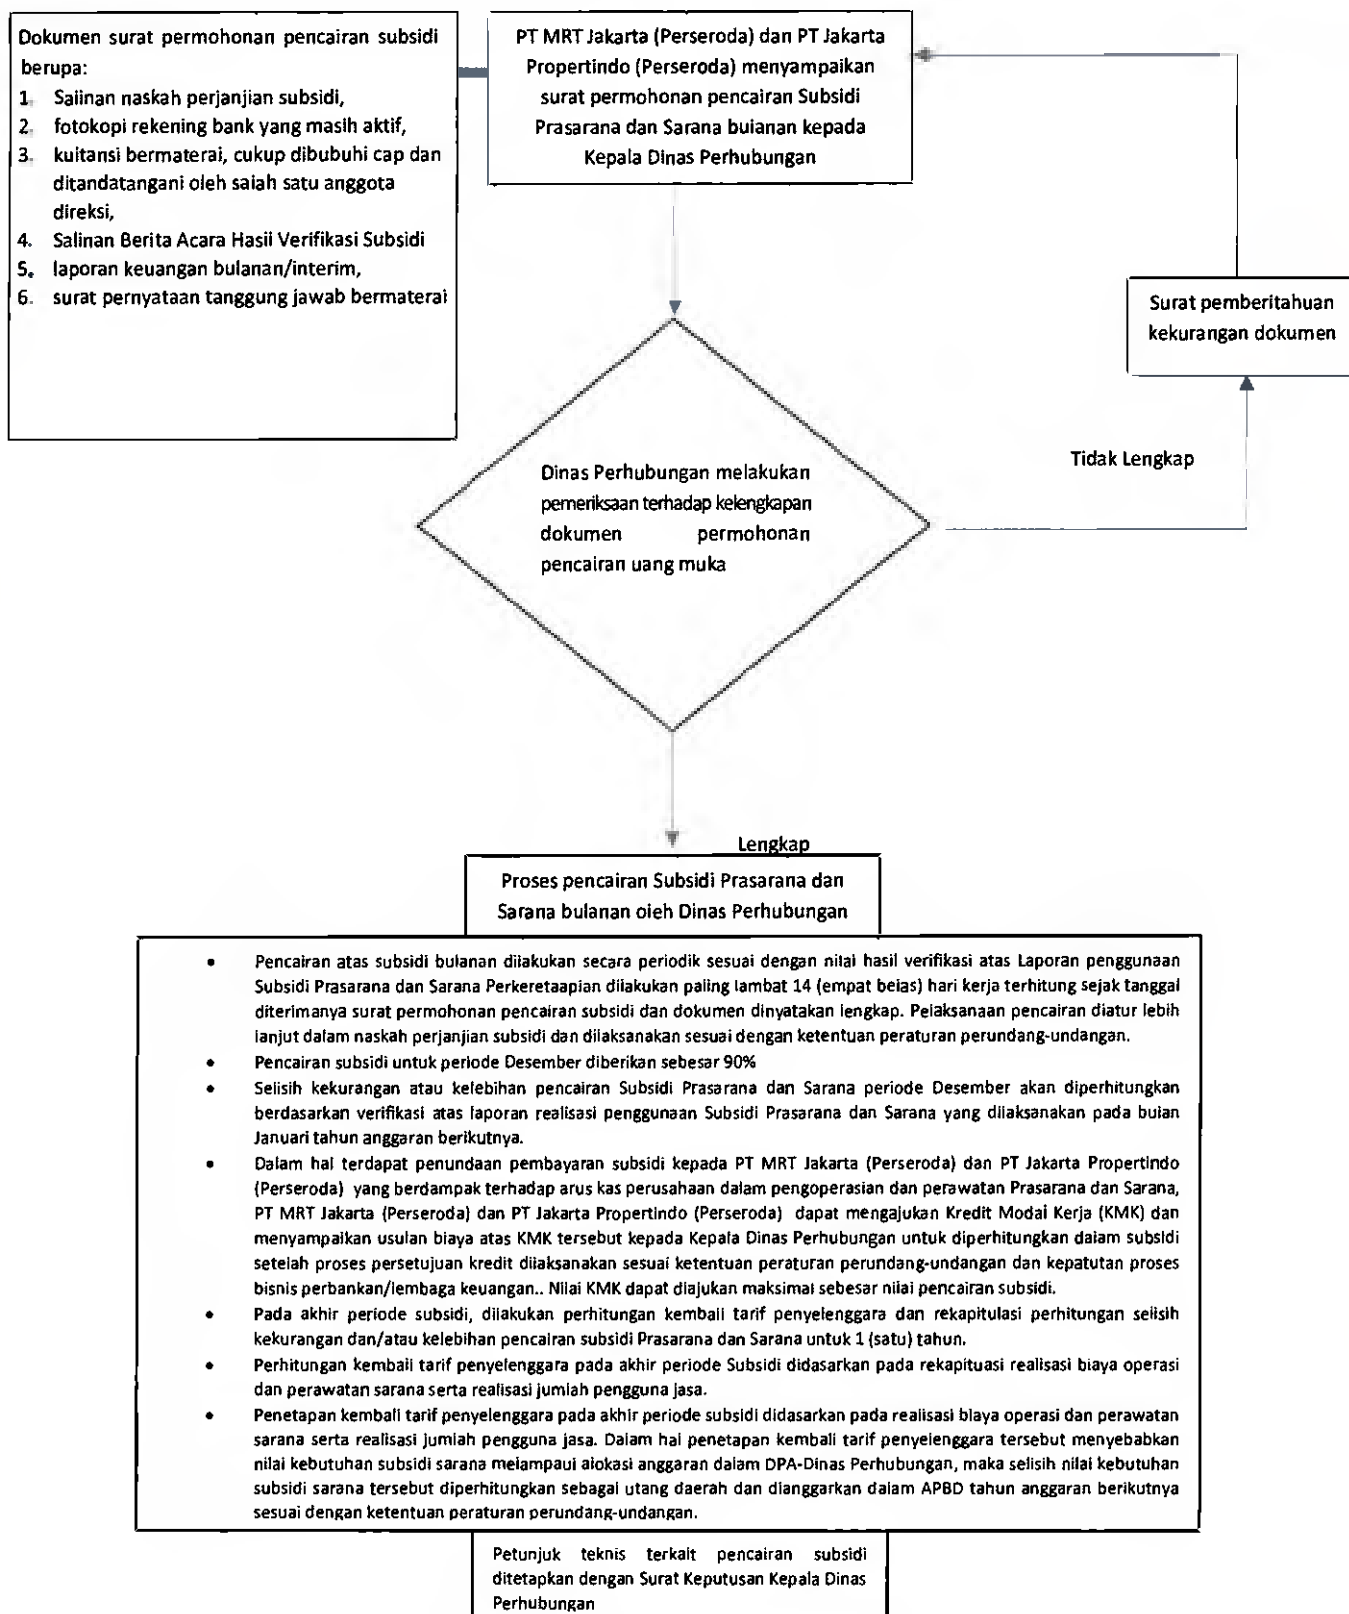 Dokumen surat permohonan pencairan subsidi
berupa:
1. Salinan naskah perjanjian subsidi,
2. fotokopi rekening bank yang masih aktif,
3. kuitansi bermaterai, cukup dibubuhi cap dan
ditandatangani oleh salah satu anggota
direksi,
4. Salinan Berita Acara Hasil Verifikasi Subsidi
5. laporan keuangan bulanan/interim,
6. surat pernyataan tanggung jawab bermaterai
PT MRT Jakarta (Perseroda) dan PT Jakarta
Propertindo (Perseroda) menyampaikan
surat permohonan pencairan Subsidi
Prasarana dan Sarana bulanan kepada
Kepala Dinas Perhubungan
Surat pemberitahuan
kekurangan dokumen
Tidak Lengkap
Dinas Perhubungan melakukan
pemeriksaan terhadap kelengkapan
dokumen permohonan
pencairan uang muka
Lengkap
Proses pencairan Subsidi Prasarana dan
Sarana bulanan oleh Dinas Perhubungan
• Pencairan atas subsidi bulanan dilakukan secara periodik sesuai dengan nilai hasil verifikasi atas Laporan penggunaan
Subsidi Prasarana dan Sarana Perkeretaapian dilakukan paling lambat 14 (empat belas) hari kerja terhitung sejak tanggal
diterimanya surat permohonan pencairan subsidi dan dokumen dinyatakan lengkap. Pelaksanaan pencairan diatur lebih
lanjut dalam naskah perjanjian subsidi dan dilaksanakan sesuai dengan ketentuan peraturan perundang-undangan.
• Pencairan subsidi untuk periode Desember diberikan sebesar 90%
• Selisih kekurangan atau kelebihan pencairan Subsidi Prasarana dan Sarana periode Desember akan diperhitungkan
berdasarkan verifikasi atas laporan realisasi penggunaan Subsidi Prasarana dan Sarana yang dilaksanakan pada bulan
Januari tahun anggaran berikutnya.
• Dalam hal terdapat penundaan pembayaran subsidi kepada PT MRT Jakarta (Perseroda) dan PT Jakarta Propertindo
(Perseroda) yang berdampak terhadap arus kas perusahaan dalam pengoperasian dan perawatan Prasarana dan Sarana,
PT MRT Jakarta (Perseroda) dan PT Jakarta Propertindo (Perseroda) dapat mengajukan Kredit Modal Kerja (KMK) dan
menyampaikan usulan biaya atas KMK tersebut kepada Kepala Dinas Perhubungan untuk diperhitungkan dalam subsidi
setelah proses persetujuan kredit dilaksanakan sesuai ketentuan peraturan perundang-undangan dan kepatutan proses
bisnis perbankan/lembaga keuangan.. Nilai KMK dapat diajukan maksimal sebesar nilai pencairan subsidi.
• Pada akhir periode subsidi, dilakukan perhitungan kembali tarif penyelenggara dan rekapitulasi perhitungan selisih
kekurangan dan/atau kelebihan pencairan subsidi Prasarana dan Sarana untuk 1 (satu) tahun.
• Perhitungan kembali tarif penyelenggara pada akhir periode Subsidi didasarkan pada rekapituasi realisasi biaya operasi
dan perawatan sarana serta realisasi jumlah pengguna jasa.
• Penetapan kembali tarif penyelenggara pada akhir periode subsidi didasarkan pada realisasi biaya operasi dan perawatan
sarana serta realisasi jumlah pengguna jasa. Dalam hal penetapan kembali tarif penyelenggara tersebut menyebabkan
nilai kebutuhan subsidi sarana melampaui alokasi anggaran dalam DPA-Dinas Perhubungan, maka selisih nilai kebutuhan
subsidi sarana tersebut diperhitungkan sebagai utang daerah dan dianggarkan dalam APBD tahun anggaran berikutnya
sesuai dengan ketentuan peraturan perundang-undangan.
Petunjuk teknis terkait pencairan subsidi
ditetapkan dengan Surat Keputusan Kepala Dinas
Perhubungan